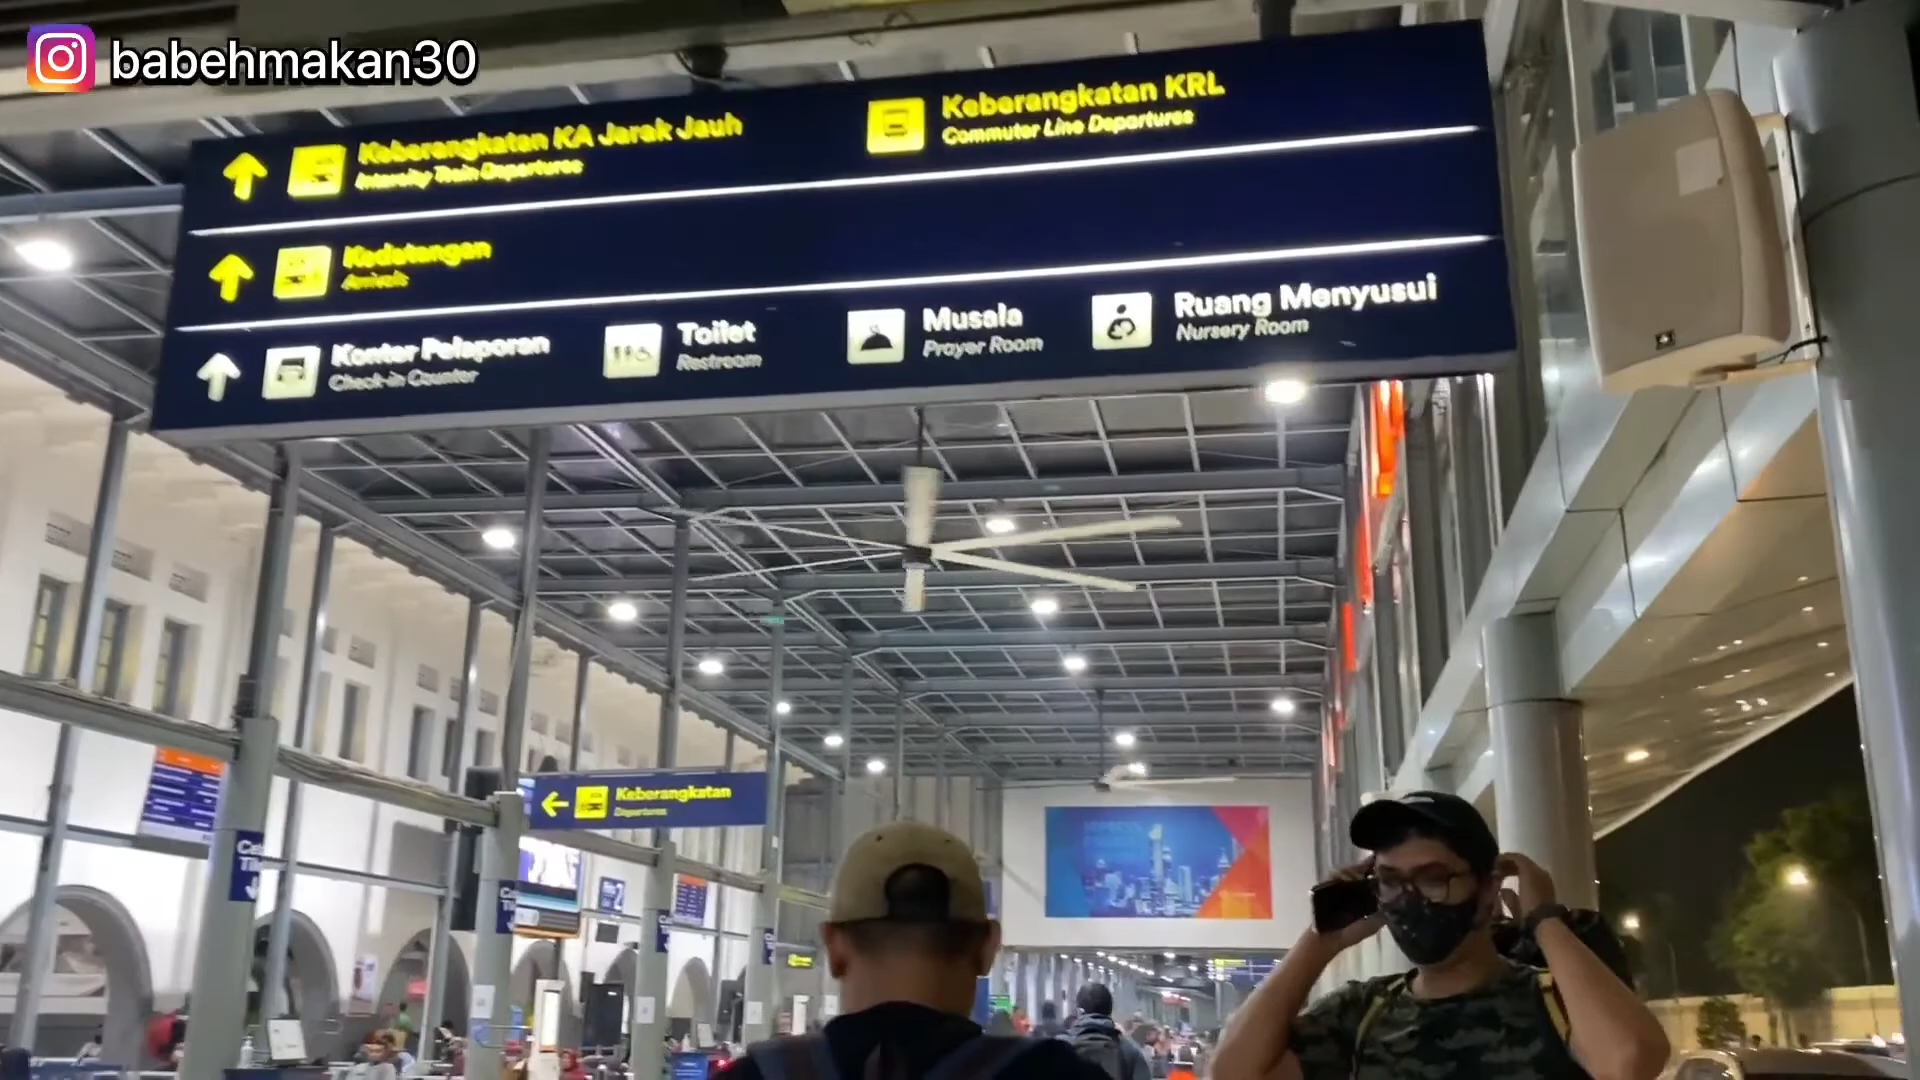 babehmakan30
Keberangkatan KA Jarak Jauh
Intercity Train Departures
Keberangkatan KRL
Commuter Line Departures
Kedatangan
Arrivals
Konter Pelaporan
Check-in Counter
Toilet
Restroom
Musala
Prayer Room
Ruang Menyusui
Nursery Room
Keberangkatan
Departures